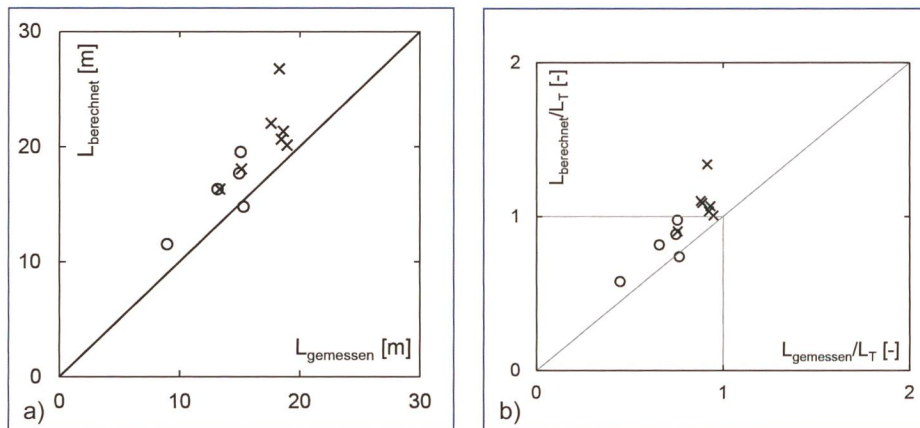 30
20
10
0
L_berechnet [m]
L_gemessen [m]
0 10 20 30
a)
2
1
0
L_berechnet/L_T [-]
L_gemessen/L_T [-]
0 1 2
b)